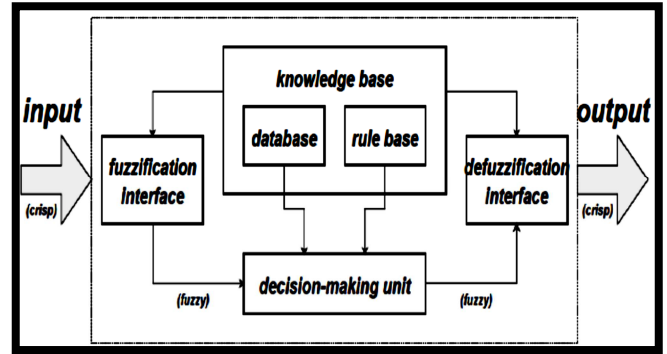 input
(crisp)
fuzzification
interface
knowledge base
database
rule base
decision-making unit
(fuzzy)
(fuzzy)
defuzzification
interface
output
(crisp)